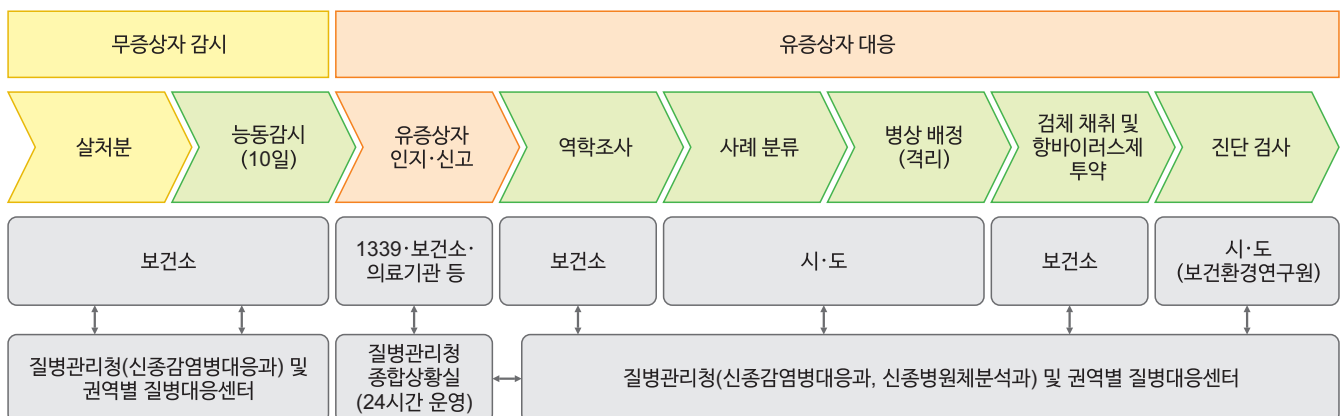 무증상자 감시
유증상자 대응
살처분
능동감시
(10일)
유증상자
인지·신고
역학조사
사례 분류
병상 배정
(격리)
검체 채취 및
항바이러스제
투약
진단 검사
보건소
1339·보건소·
의료기관 등
보건소
시·도
보건소
시·도
(보건환경연구원)
질병관리청(신종감염병대응과) 및
권역별 질병대응센터
질병관리청
종합상황실
(24시간 운영)
질병관리청(신종감염병대응과, 신종병원체분석과) 및 권역별 질병대응센터